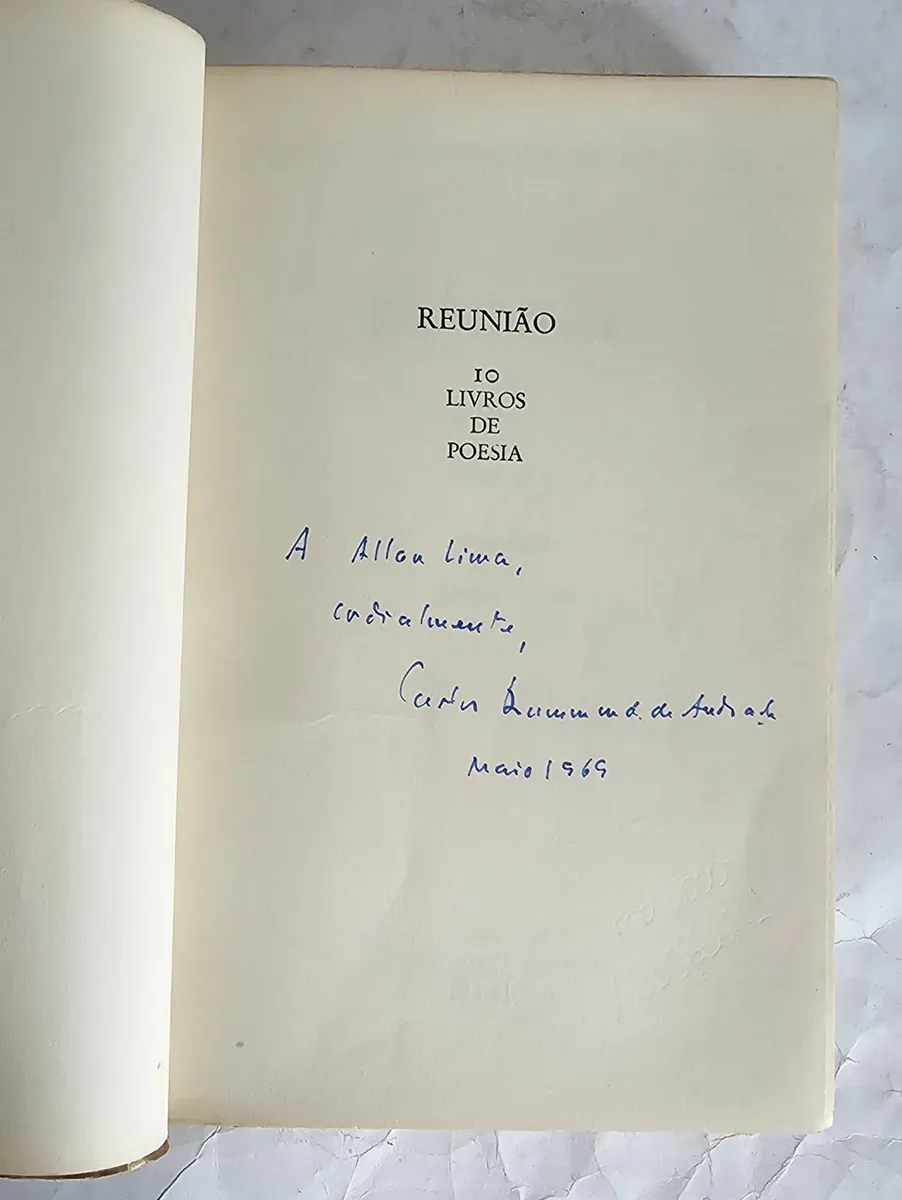 REUNIÃO
10
LIVROS
DE
POESIA
A Allan Lima,
cordialmente,
Carlos Drummond de Andrade
Maio 1969